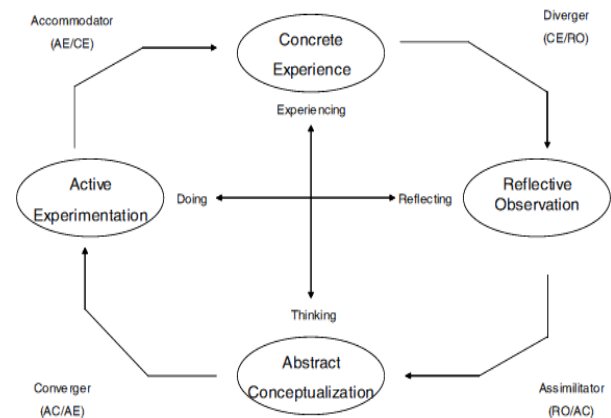 Accommodator
(AE/CE)
Concrete
Experience
Diverger
(CE/RO)
Experiencing
Active
Experimentation
Doing
Reflecting
Reflective
Observation
Thinking
Abstract
Conceptualization
Converger
(AC/AE)
Assimilitator
(RO/AC)